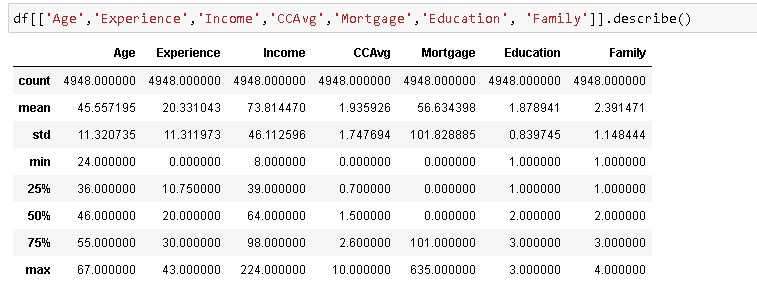 df[['Age','Experience','Income','CCAvg','Mortgage','Education', 'Family']].describe()
Age Experience Income CCAvg Mortgage Education Family
count 4948.000000 4948.000000 4948.000000 4948.000000 4948.000000 4948.000000 4948.000000
mean 45.557195 20.331043 73.814470 1.935926 56.634398 1.878941 2.391471
std 11.320735 11.311973 46.112596 1.747694 101.828885 0.839745 1.148444
min 24.000000 0.000000 8.000000 0.000000 0.000000 1.000000 1.000000
25% 36.000000 10.750000 39.000000 0.700000 0.000000 1.000000 1.000000
50% 46.000000 20.000000 64.000000 1.500000 0.000000 2.000000 2.000000
75% 55.000000 30.000000 98.000000 2.600000 101.000000 3.000000 3.000000
max 67.000000 43.000000 224.000000 10.000000 635.000000 3.000000 4.000000